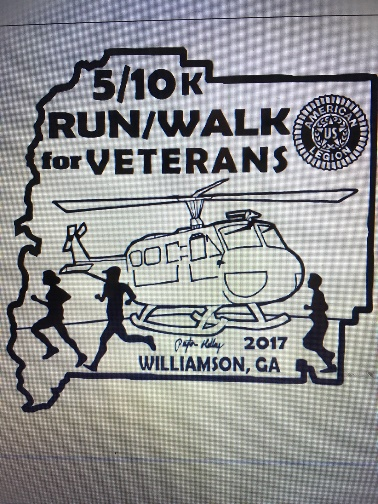 5/10K
RUN/WALK
for VETERANS
AMERICAN
US
LEGION
2017
WILLIAMSON, GA